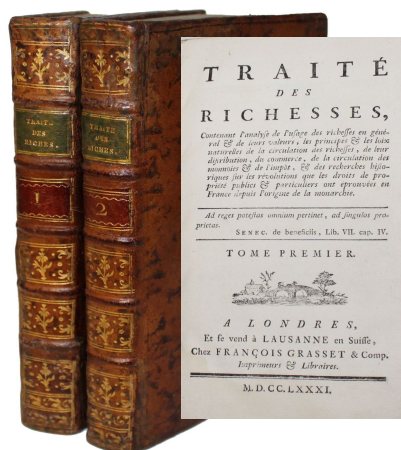 TRAITÉ
DES
RICHES.
1
TRAITÉ
DES
RICHES.
2
TRAITÉ
DES
RICHESSES,
Contenant l'analyse de l'usage des richesses en géné-
ral & de leurs valeurs, les principes & les loix
naturelles de la circulation des richesses, de leur
distribution, du commerce, de la circulation des
monnoies & de l'impôt, & des recherches histo-
riques sur les révolutions que les droits de pro-
priété publics & particuliers ont éprouvées en
France depuis l'origine de la monarchie.
Ad reges potestas omnium pertinet, ad singulos pro-
prietas.
SENEC. de beneficiis, Lib. VII. cap. IV.
TOME PREMIER.
A LONDRES,
Et se vend à LAUSANNE en Suisse,
Chez FRANÇOIS GRASSET & Comp.
Imprimeurs & Libraires.
M.D.CC.LXXXI.